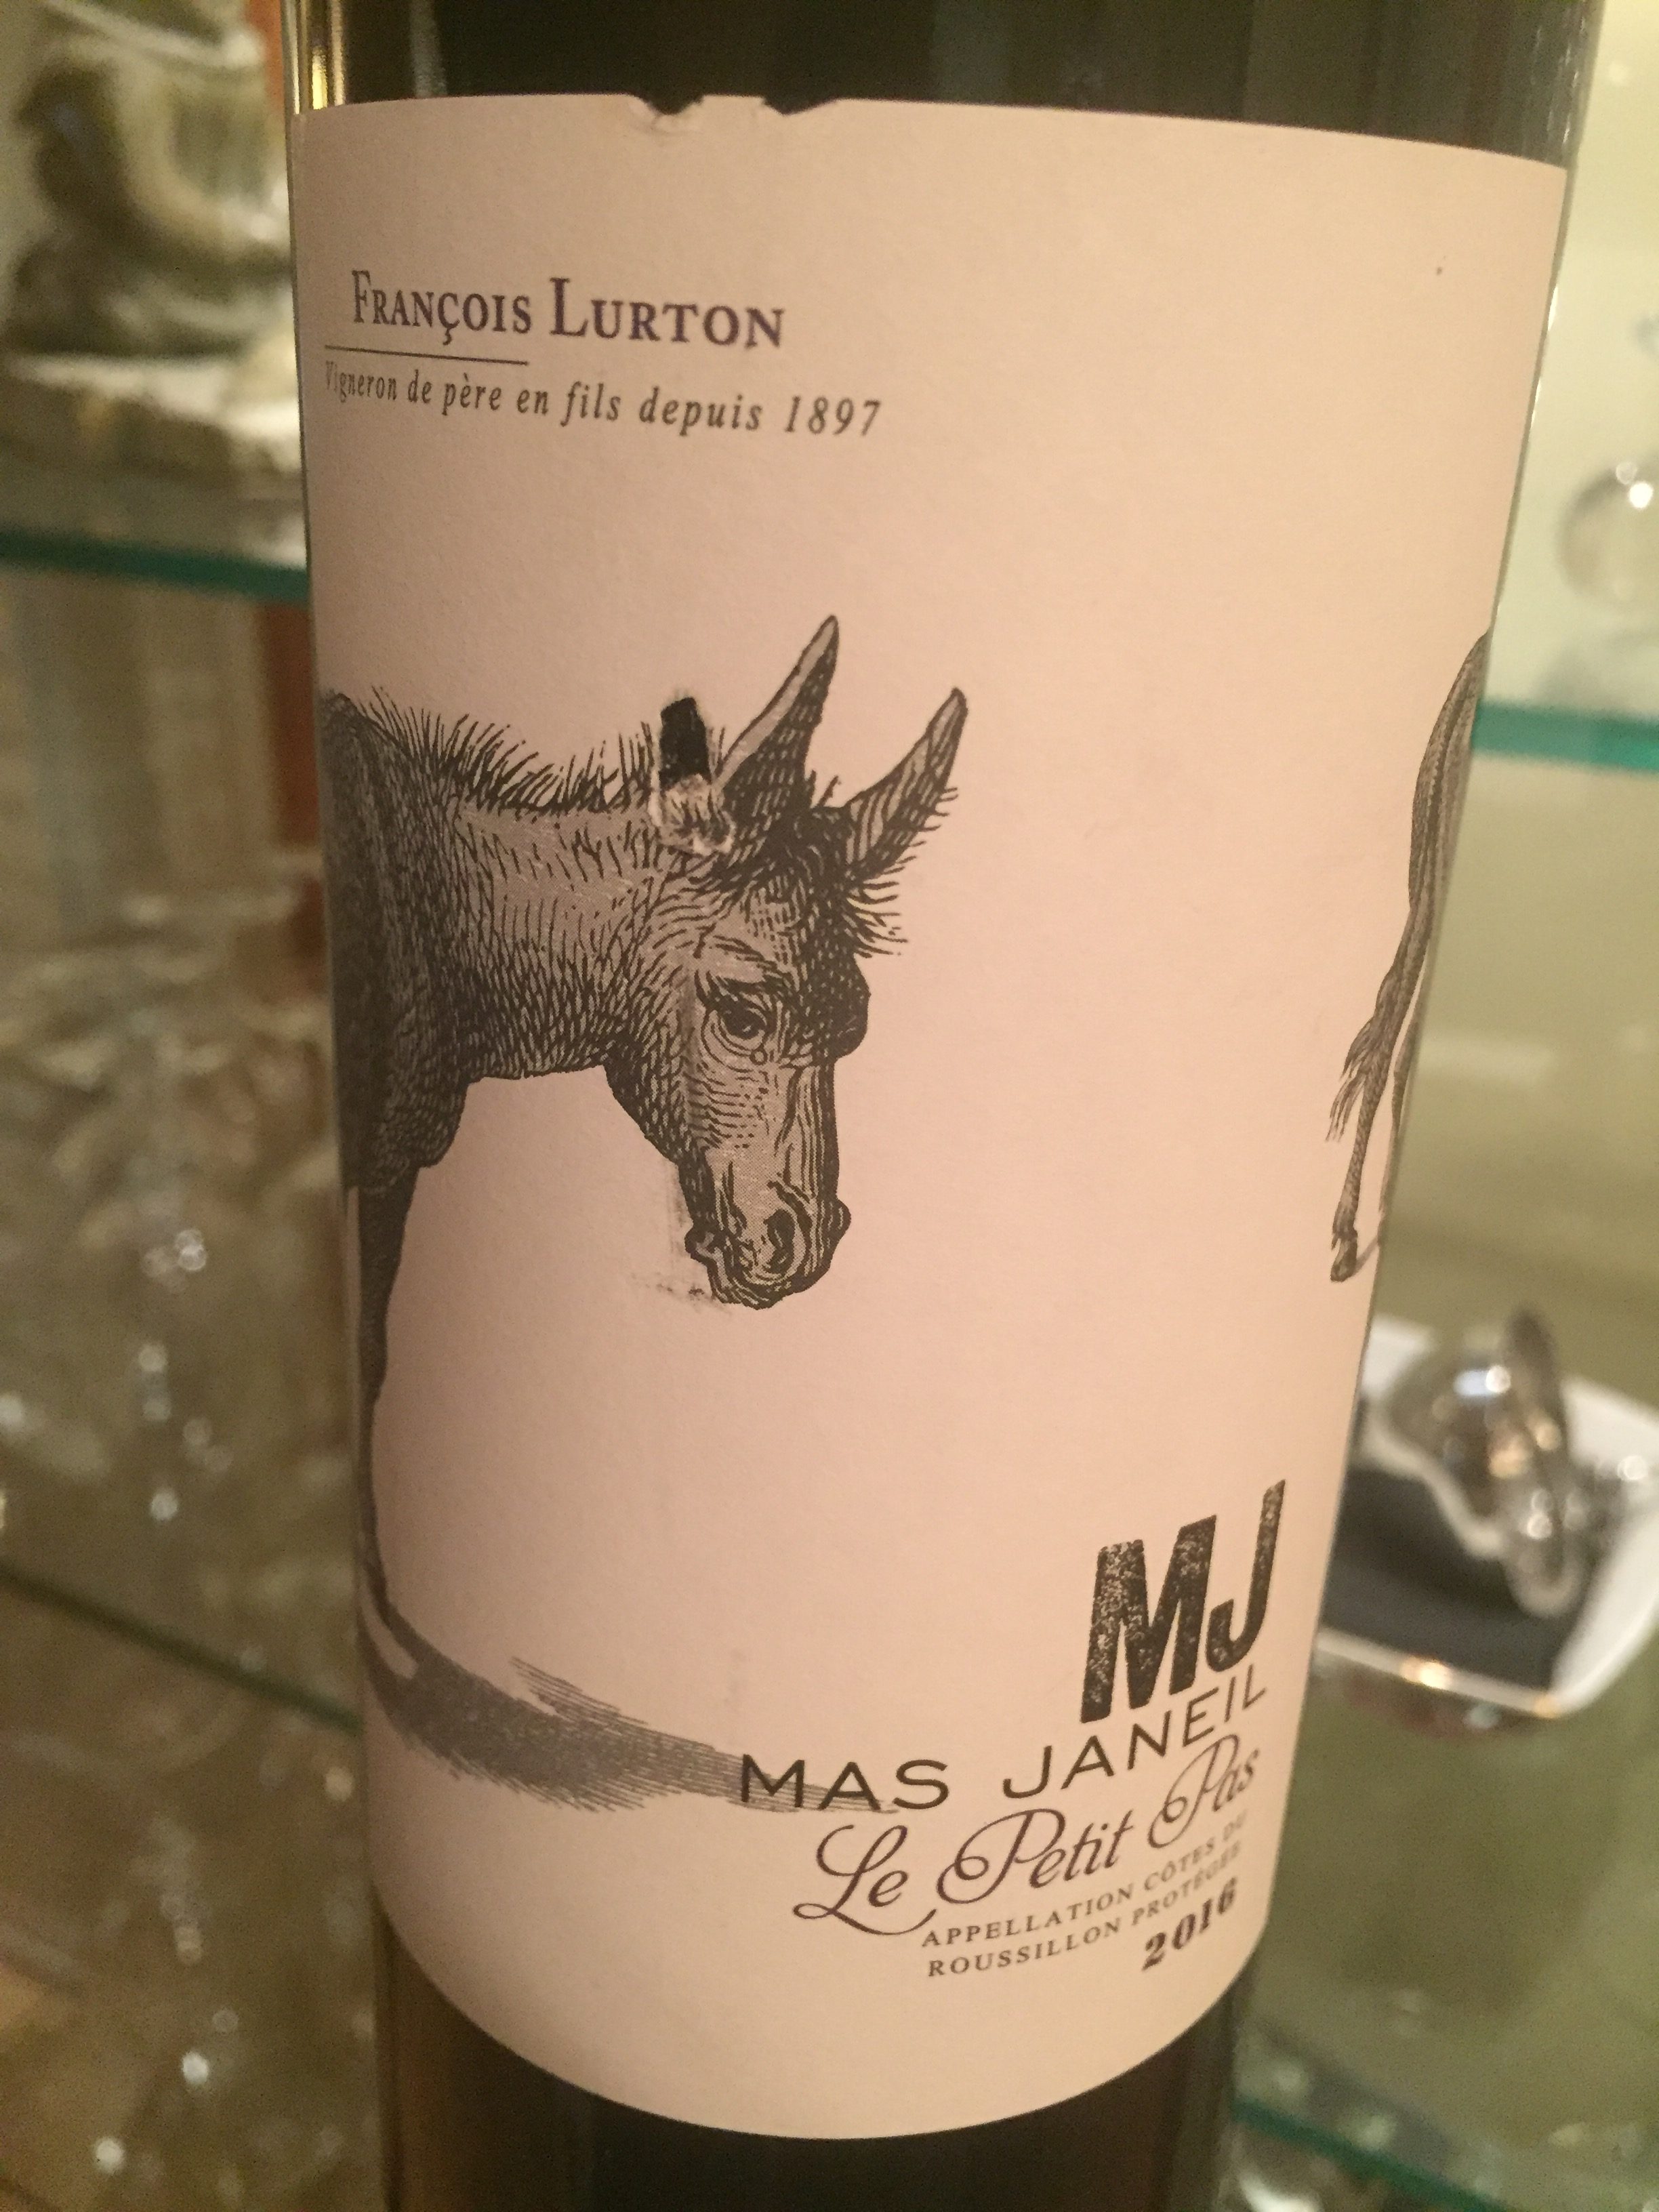 FRANÇOIS LURTON
Vigneron de père en fils depuis 1897
MJ
MAS JANEIL
Le Petit Pas
APPELLATION CÔTES DU
ROUSSILLON PROTÉGÉE
2016